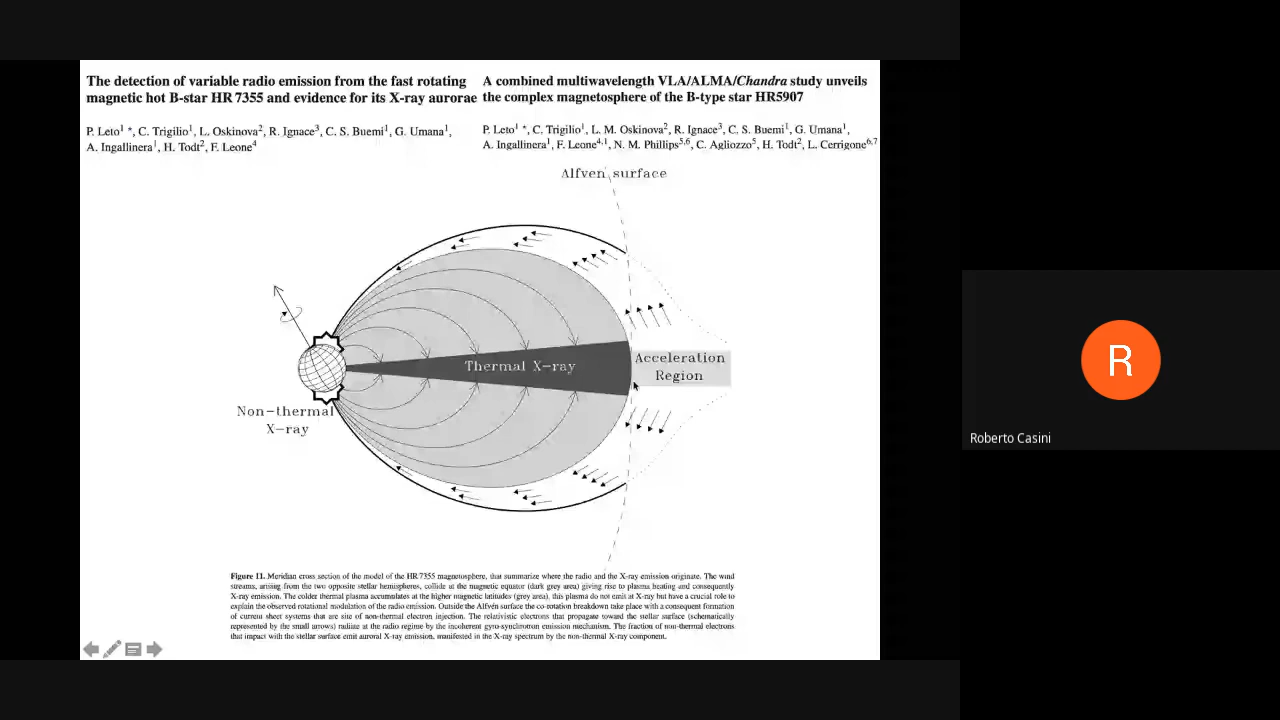 The detection of variable radio emission from the fast rotating
magnetic hot B-star HR 7355 and evidence for its X-ray aurorae
P. Leto1 *, C. Trigilio1, L. Oskinova2, R. Ignace3, C. S. Buemi1, G. Umana1,
A. Ingallinera1, H. Todt2, F. Leone4
A combined multiwavelength VLA/ALMA/Chandra study unveils
the complex magnetosphere of the B-type star HR5907
P. Leto1 *, C. Trigilio1, L. M. Oskinova2, R. Ignace3, C. S. Buemi1, G. Umana1,
A. Ingallinera1, F. Leone4,1, N. M. Phillips5,6, C. Agliozzo5, H. Todt2, L. Cerrigone6,7
Alfven surface
Thermal X-ray
Acceleration
Region
Non-thermal
X-ray
Figure 11. Meridian cross section of the model of the HR 7355 magnetosphere, that summarize where the radio and the X-ray emission originate. The wind
streams, arising from the two opposite stellar hemispheres, collide at the magnetic equator (dark grey area) giving rise to plasma heating and consequently
X-ray emission. The colder thermal plasma accumulates at the higher magnetic latitudes (grey area), this plasma do not emit at X-ray but have a crucial role to
explain the observed rotational modulation of the radio emission. Outside the Alfvén surface the co-rotation breakdown take place with a consequent formation
of current sheet systems that are site of non-thermal electron injection. The relativistic electrons that propagate toward the stellar surface (schematically
represented by the small arrows) radiate at the radio regime by the incoherent gyro-synchrotron emission mechanism. The fraction of non-thermal electrons
that impact with the stellar surface emit auroral X-ray emission, manifested in the X-ray spectrum by the non-thermal X-ray component.
R
Roberto Casini